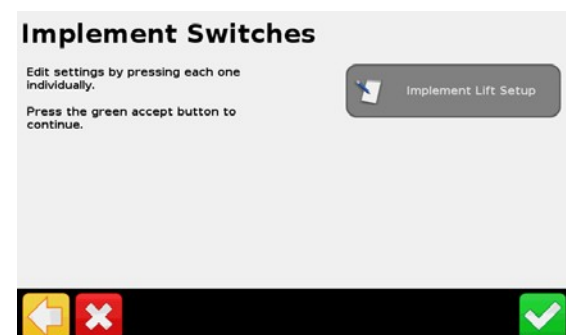 Implement Switches
Edit settings by pressing each one
individually.
Implement Lift Setup
Press the green accept button to
continue.